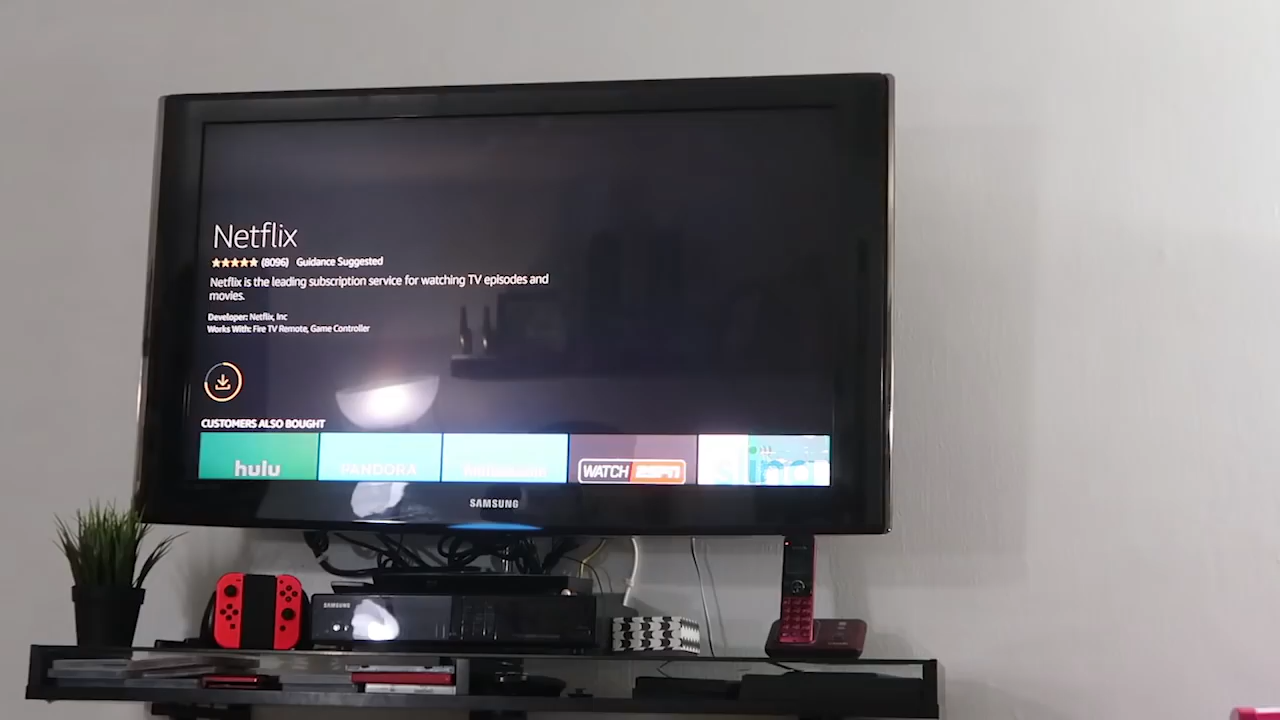 Netflix
(8096) Guidance Suggested
Netflix is the leading subscription service for watching TV episodes and
movies.
Developer: Netflix, Inc
Works With: Fire TV Remote, Game Controller
CUSTOMERS ALSO BOUGHT
hulu
PANDORA
WATCH ESPN
SAMSUNG
SAMSUNG